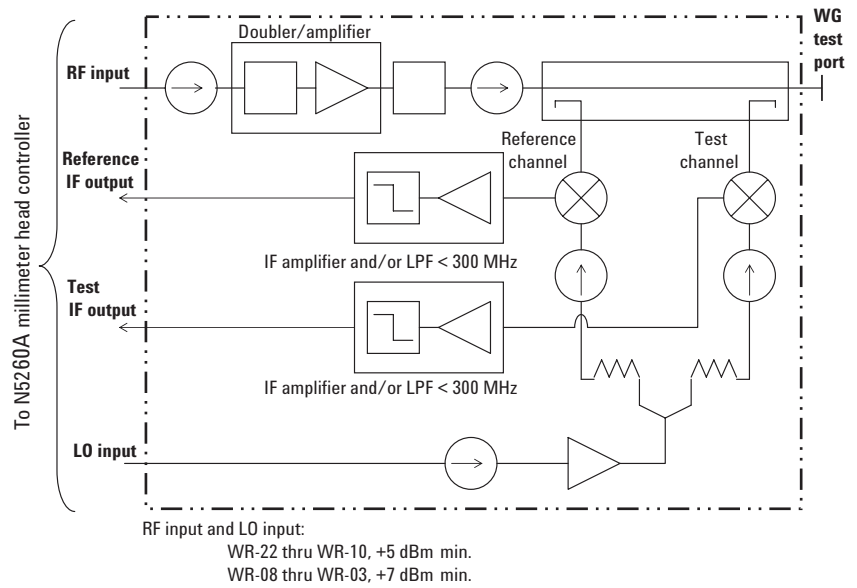 Doubler/amplifier
WG
test
port
RF input
Reference
channel
Test
channel
Reference
IF output
IF amplifier and/or LPF < 300 MHz
Test
IF output
IF amplifier and/or LPF < 300 MHz
To N5260A millimeter head controller
LO input
RF input and LO input:
WR-22 thru WR-10, +5 dBm min.
WR-08 thru WR-03, +7 dBm min.